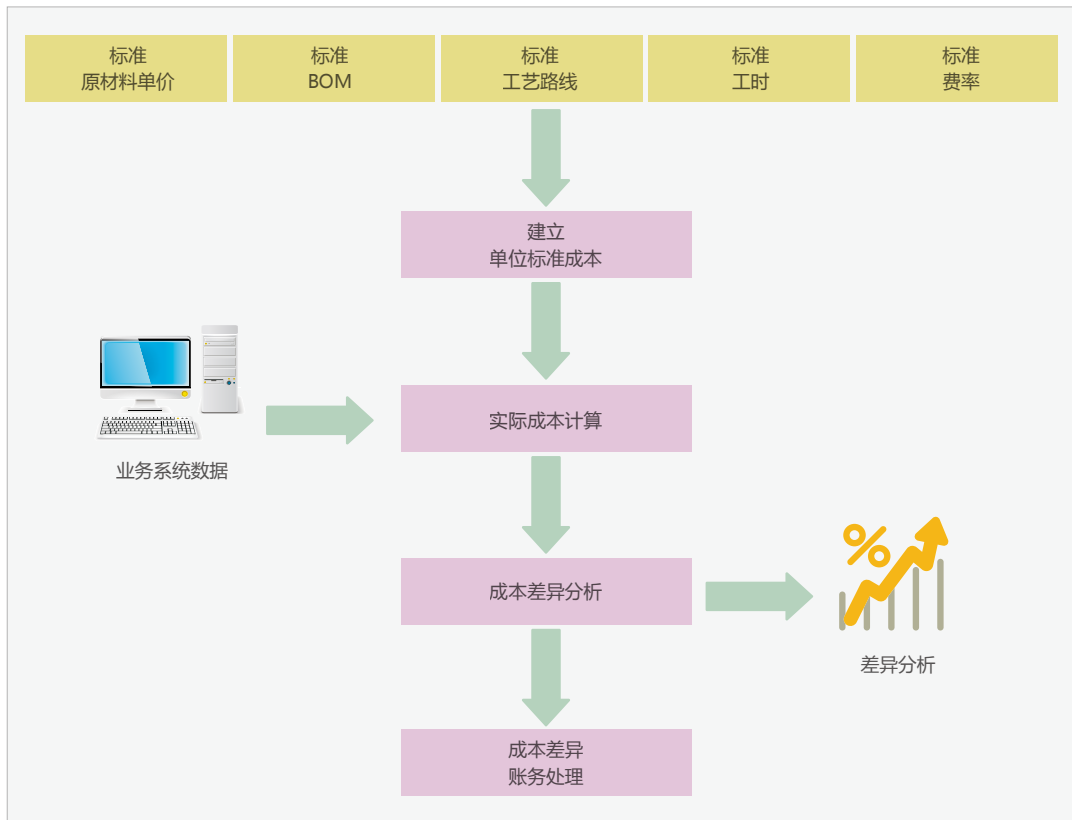 标准
原材料单价
标准
BOM
标准
工艺路线
标准
工时
标准
费率
建立
单位标准成本
实际成本计算
业务系统数据
成本差异分析
差异分析
成本差异
账务处理